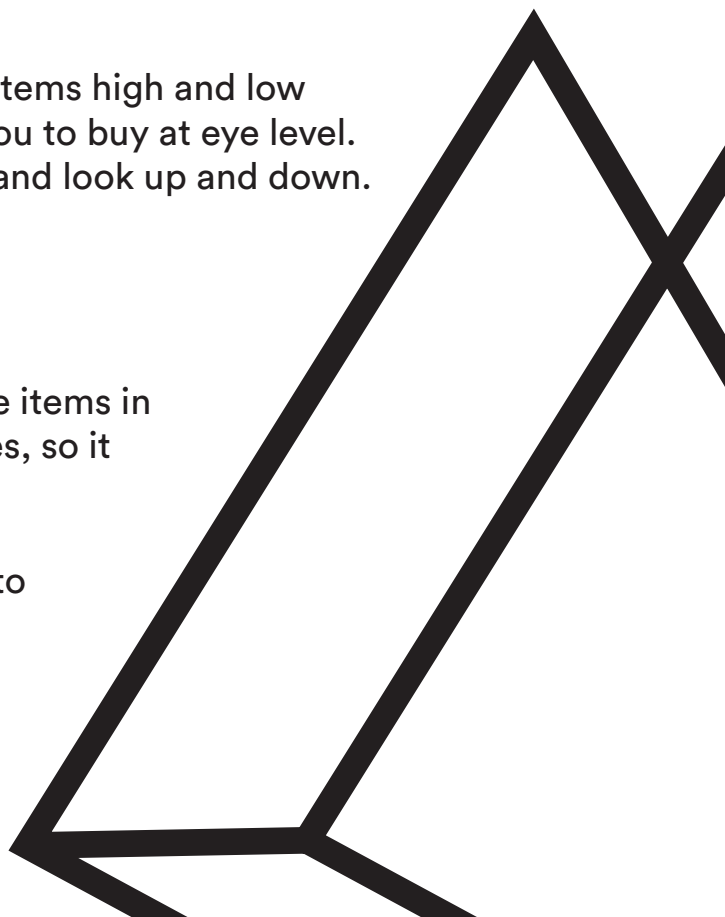 tems high and low
ou to buy at eye level.
and look up and down.
e items in
es, so it
to